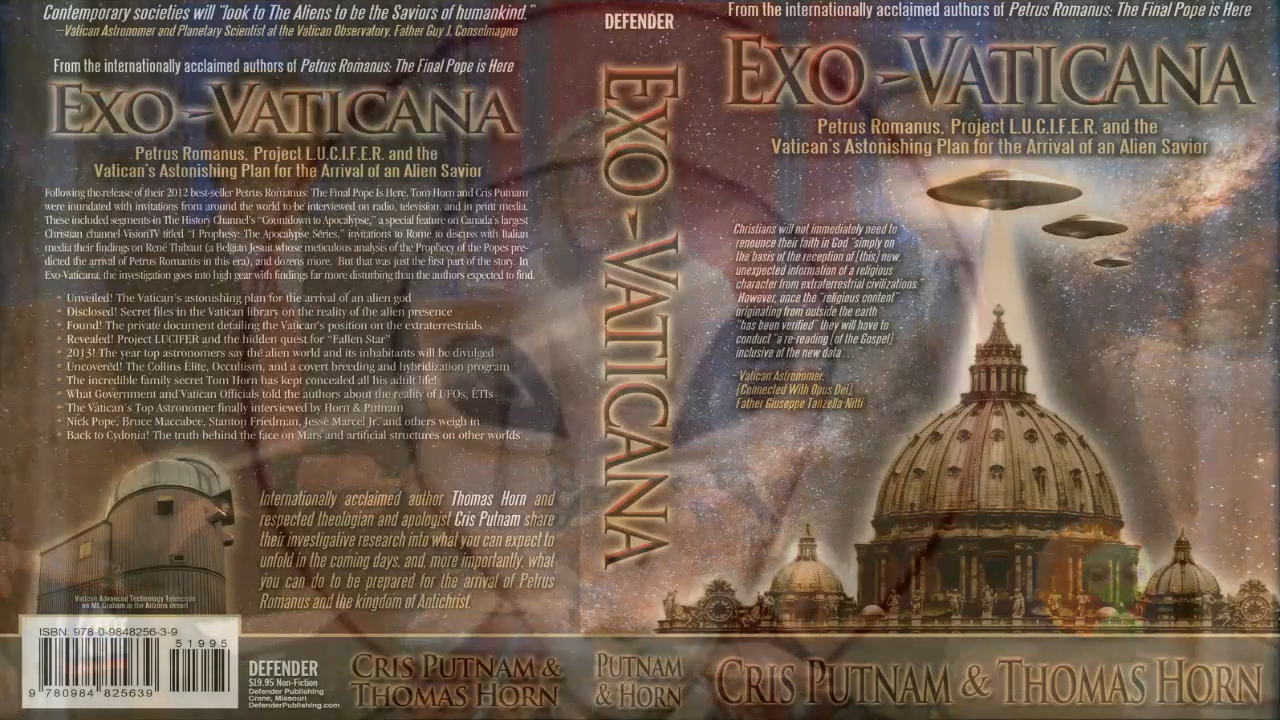 Contemporary societies will "look to The Aliens to be the Saviors of humankind."
—Vatican Astronomer and Planetary Scientist at the Vatican Observatory, Father Guy J. Consolmagno
From the internationally acclaimed authors of Petrus Romanus: The Final Pope is Here
EXO-VATICANA
Petrus Romanus, Project L.U.C.I.F.E.R. and the
Vatican's Astonishing Plan for the Arrival of an Alien Savior
Following the release of their 2012 best-seller Petrus Romanus: The Final Pope Is Here, Tom Horn and Cris Putnam
were inundated with invitations from around the world to be interviewed on radio, television, and in print media.
These included segments in The History Channel's "Countdown to Apocalypse," a special feature on Canada's largest
Christian channel VisionTV titled "I Prophesy: The Apocalypse Series," invitations to Rome to discuss with Italian
media their findings on René Thibaut (a Belgian Jesuit whose meticulous analysis of the Prophecy of the Popes pre-
dicted the arrival of Petrus Romanus in this era), and dozens more. But that was just the first part of the story. In
Exo-Vaticana, the investigation goes into high gear with findings far more disturbing than the authors expected to find.
• Unveiled! The Vatican's astonishing plan for the arrival of an alien god
• Disclosed! Secret files in the Vatican library on the reality of the alien presence
• Found! The private document detailing the Vatican's position on the extraterrestrials
• Revealed! Project LUCIFER and the hidden quest for "Fallen Star"
• 2013! The year top astronomers say the alien world and its inhabitants will be divulged
• Uncovered! The Collins Elite, Occultism, and a covert breeding and hybridization program
• The incredible family secret Tom Horn has kept concealed all his adult life!
• What Government and Vatican Officials told the authors about the reality of UFOs, ETIs
• The Vatican's Top Astronomer finally interviewed by Horn & Putnam
• Nick Pope, Bruce Maccabee, Stanton Friedman, Jesse Marcel Jr. and others weigh in
• Back to Cydonia! The truth behind the face on Mars and artificial structures on other worlds
Internationally acclaimed author Thomas Horn and
respected theologian and apologist Cris Putnam share
their investigative research into what you can expect to
unfold in the coming days, and, more importantly, what
you can do to be prepared for the arrival of Petrus
Romanus and the kingdom of Antichrist.
Vatican Advanced Technology Telescope
on Mt. Graham in the Arizona desert
ISBN: 978-0-9848256-3-9
51995
9 780984 825639
DEFENDER
$19.95 Non-Fiction
Defender Publishing
Crane, Missouri
DefenderPublishing.com
CRIS PUTNAM &
THOMAS HORN
DEFENDER
EXO-VATICANA
PUTNAM
& HORN
From the internationally acclaimed authors of Petrus Romanus: The Final Pope is Here
EXO-VATICANA
Petrus Romanus, Project L.U.C.I.F.E.R. and the
Vatican's Astonishing Plan for the Arrival of an Alien Savior
Christians will not immediately need to
renounce their faith in God "simply on
the basis of the reception of [this] new,
unexpected information of a religious
character from extraterrestrial civilizations."
However, once the "religious content"
originating from outside the earth
"has been verified" they will have to
conduct "a re-reading [of the Gospel]
inclusive of the new data . . ."
Vatican Astronomer,
[Connected With Opus Dei],
Father Giuseppe Tanzella-Nitti
CRIS PUTNAM & THOMAS HORN